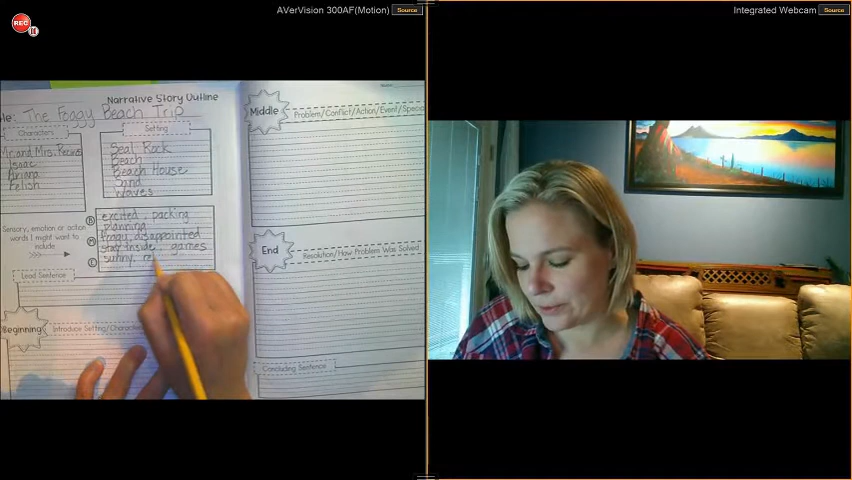 AVerVision 300AF(Motion) Source
Integrated Webcam Source
REC
Narrative Story Outline
The Foggy Beach Trip
Characters
Mr. and Mrs.
Isaac
Ariana
Setting
Seal Rock
Beach
Beach House
Sand
Waves
Sensory, emotion or action
words I might want to
include
>>>
B excited, packing
planning
M foggy, disappointed
stay inside, games
E sunny, re
Lead Sentence
Beginning
Introduce Setting/Character
Middle
Problem/Conflict/Action/Event/Specia
End
Resolution/How Problem Was Solved
Concluding Sentence